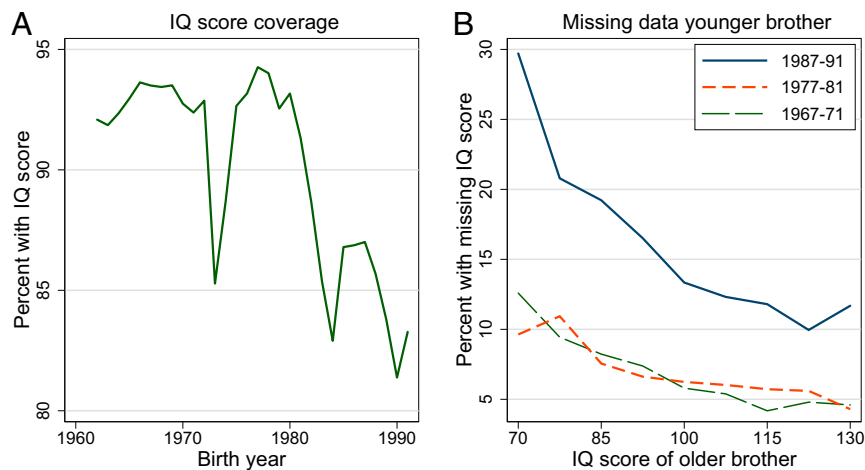 A
IQ score coverage
Percent with IQ score
95
90
85
80
1960
1970
1980
1990
Birth year
B
Missing data younger brother
Percent with missing IQ score
30
25
20
15
10
5
1987-91
1977-81
1967-71
70
85
100
115
130
IQ score of older brother